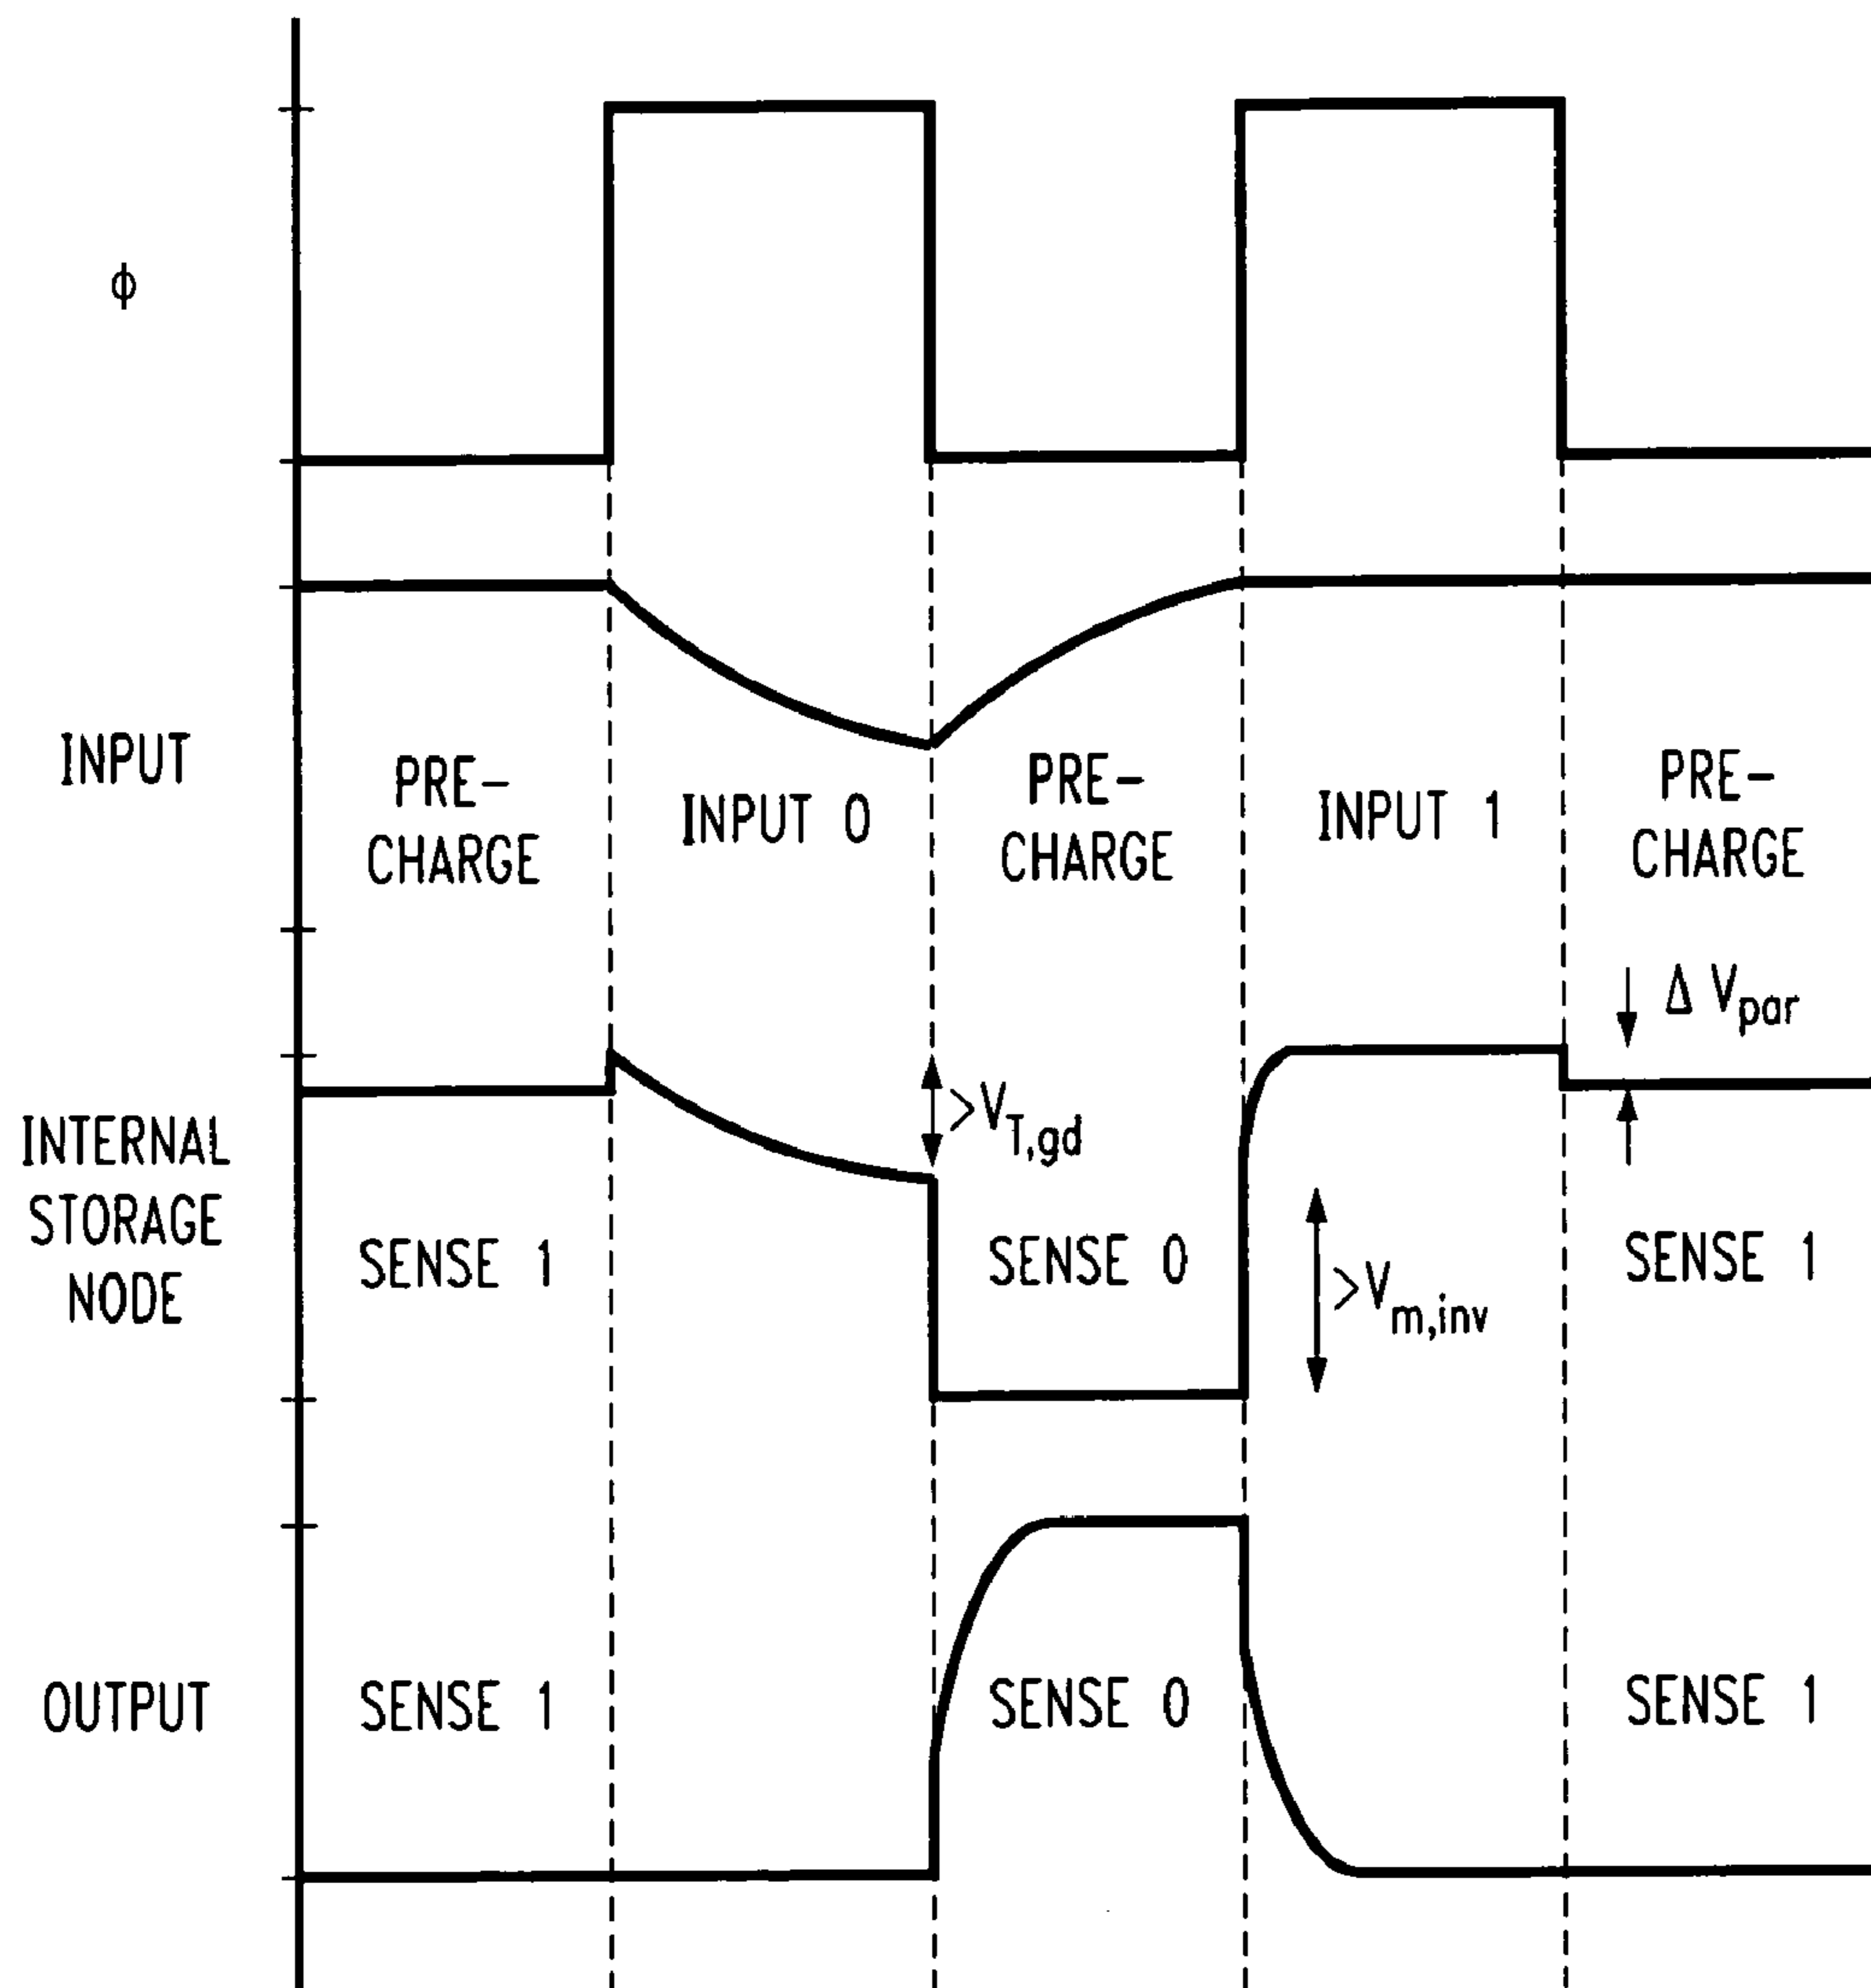 ϕ
INPUT
PRE-
CHARGE
INPUT 0
PRE-
CHARGE
INPUT 1
PRE-
CHARGE
Δ V_par
>V_T,gd
INTERNAL
STORAGE
NODE
SENSE 1
SENSE 0
>V_m,inv
SENSE 1
OUTPUT
SENSE 1
SENSE 0
SENSE 1